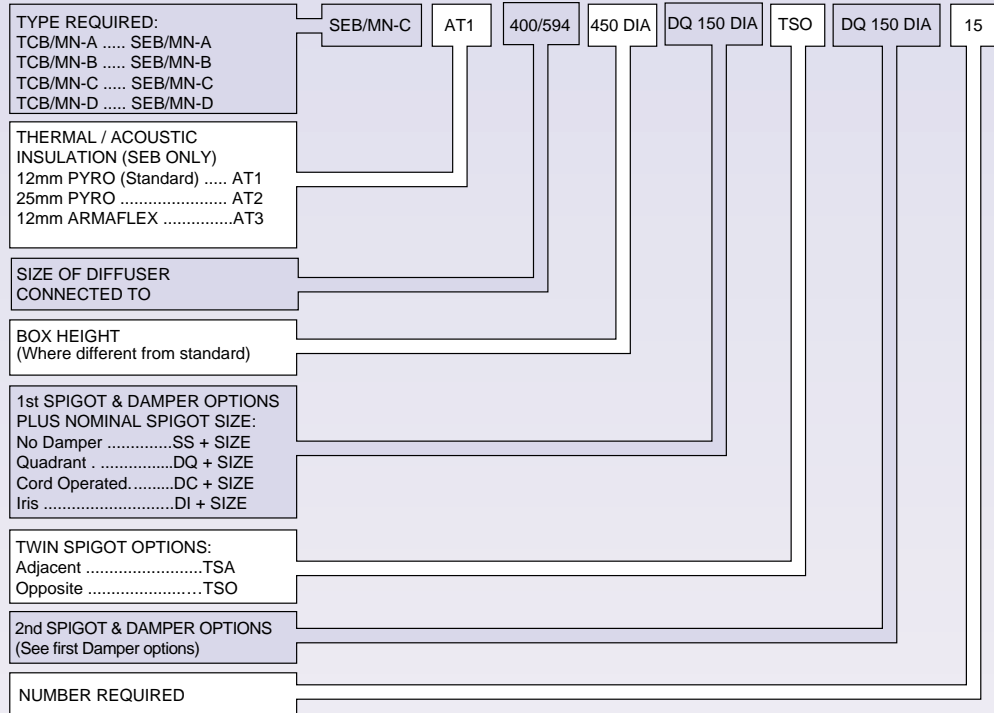 TYPE REQUIRED:
TCB/MN-A ..... SEB/MN-A
TCB/MN-B ..... SEB/MN-B
TCB/MN-C ..... SEB/MN-C
TCB/MN-D ..... SEB/MN-D
SEB/MN-C AT1 400/594 450 DIA DQ 150 DIA TSO DQ 150 DIA 15
THERMAL / ACOUSTIC
INSULATION (SEB ONLY)
12mm PYRO (Standard) ..... AT1
25mm PYRO ....................... AT2
12mm ARMAFLEX ...............AT3
SIZE OF DIFFUSER
CONNECTED TO
BOX HEIGHT
(Where different from standard)
1st SPIGOT & DAMPER OPTIONS
PLUS NOMINAL SPIGOT SIZE:
No Damper ..............SS + SIZE
Quadrant . ................DQ + SIZE
Cord Operated..........DC + SIZE
Iris ............................DI + SIZE
TWIN SPIGOT OPTIONS:
Adjacent .........................TSA
Opposite .........................TSO
2nd SPIGOT & DAMPER OPTIONS
(See first Damper options)
NUMBER REQUIRED